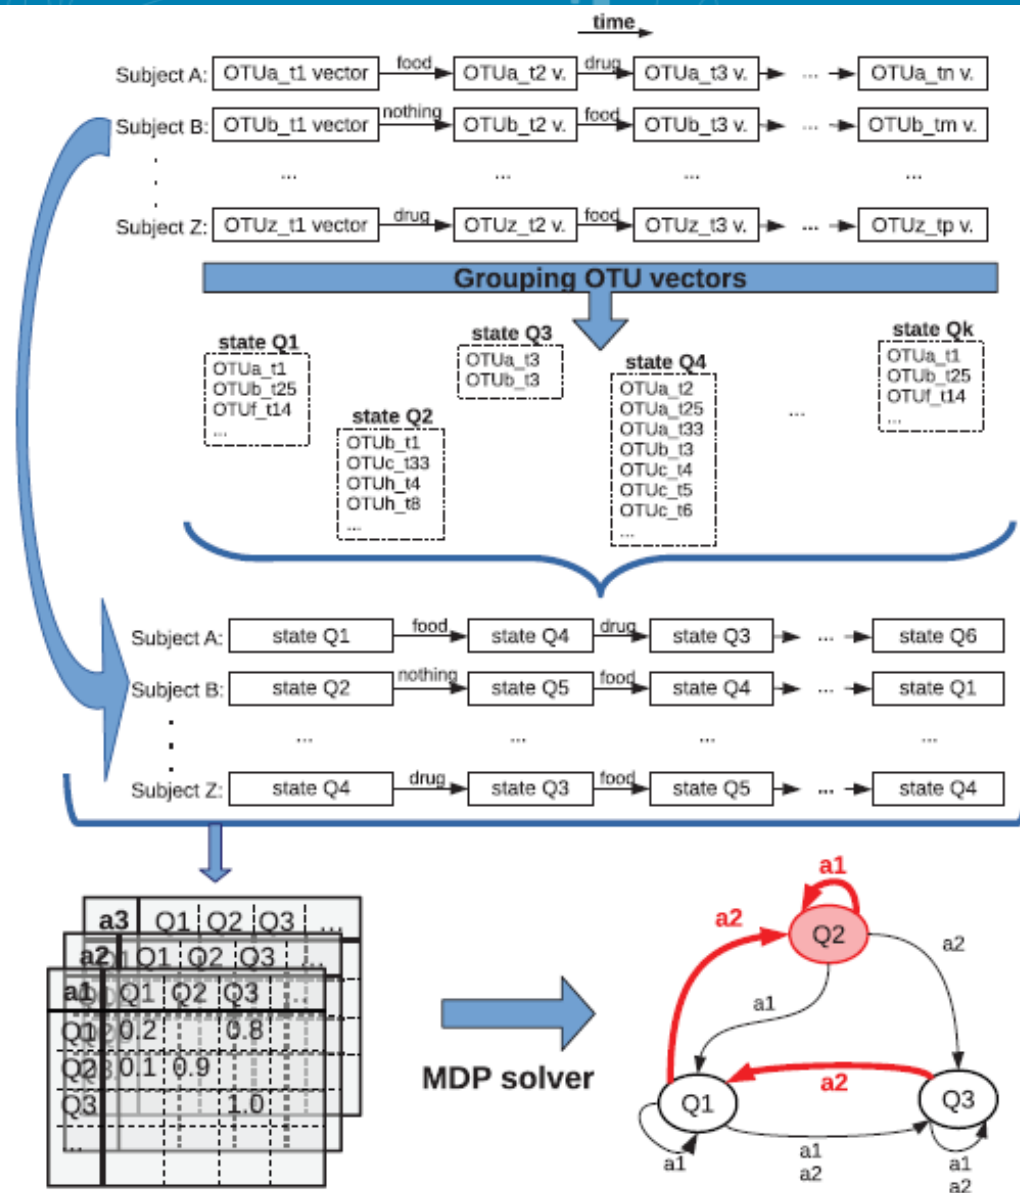 time
Subject A: OTUa_t1 vector food OTUa_t2 v. drug OTUa_t3 v. ... OTUa_tn v.
Subject B: OTUb_t1 vector nothing OTUb_t2 v. food OTUb_t3 v. ... OTUb_tm v.
... ... ... ...
Subject Z: OTUz_t1 vector drug OTUz_t2 v. food OTUz_t3 v. ... OTUz_tp v.
Grouping OTU vectors
state Q1
OTUa_t1
OTUb_t25
OTUf_t14
...
state Q2
OTUb_t1
OTUc_t33
OTUh_t4
OTUh_t8
...
state Q3
OTUa_t3
OTUb_t3
state Q4
OTUa_t2
OTUa_t25
OTUa_t33
OTUb_t3
OTUc_t4
OTUc_t5
OTUc_t6
...
...
state Qk
OTUa_t1
OTUb_t25
OTUf_t14
...
Subject A: state Q1 food state Q4 drug state Q3 ... state Q6
Subject B: state Q2 nothing state Q5 food state Q4 ... state Q1
... ... ... ...
Subject Z: state Q4 drug state Q3 food state Q5 ... state Q4
a3 Q1 Q2 Q3 ...
a2 Q1 Q2 Q3 ...
a1 Q1 Q2 Q3 ...
Q1 0.2 0.8
Q2 0.1 0.9
Q3 1.0
...
MDP solver
a1
a2
Q2
a2
a1
a2
Q1
Q3
a1
a1
a2
a1
a2